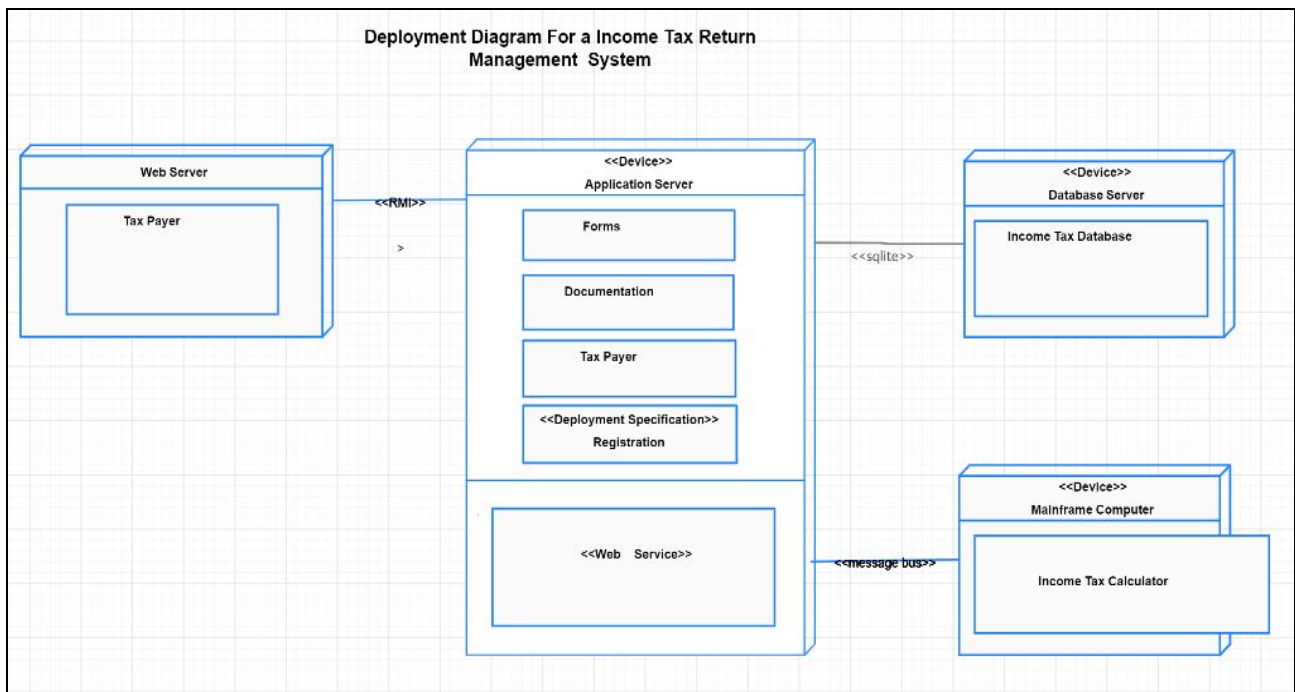 Deployment Diagram For a Income Tax Return
Management System
Web Server
Tax Payer
<<RMI>>
>
<<Device>>
Application Server
Forms
Documentation
Tax Payer
<<Deployment Specification>>
Registration
<<Web Service>>
<<sqlite>>
<<Device>>
Database Server
Income Tax Database
<<message bus>>
<<Device>>
Mainframe Computer
Income Tax Calculator